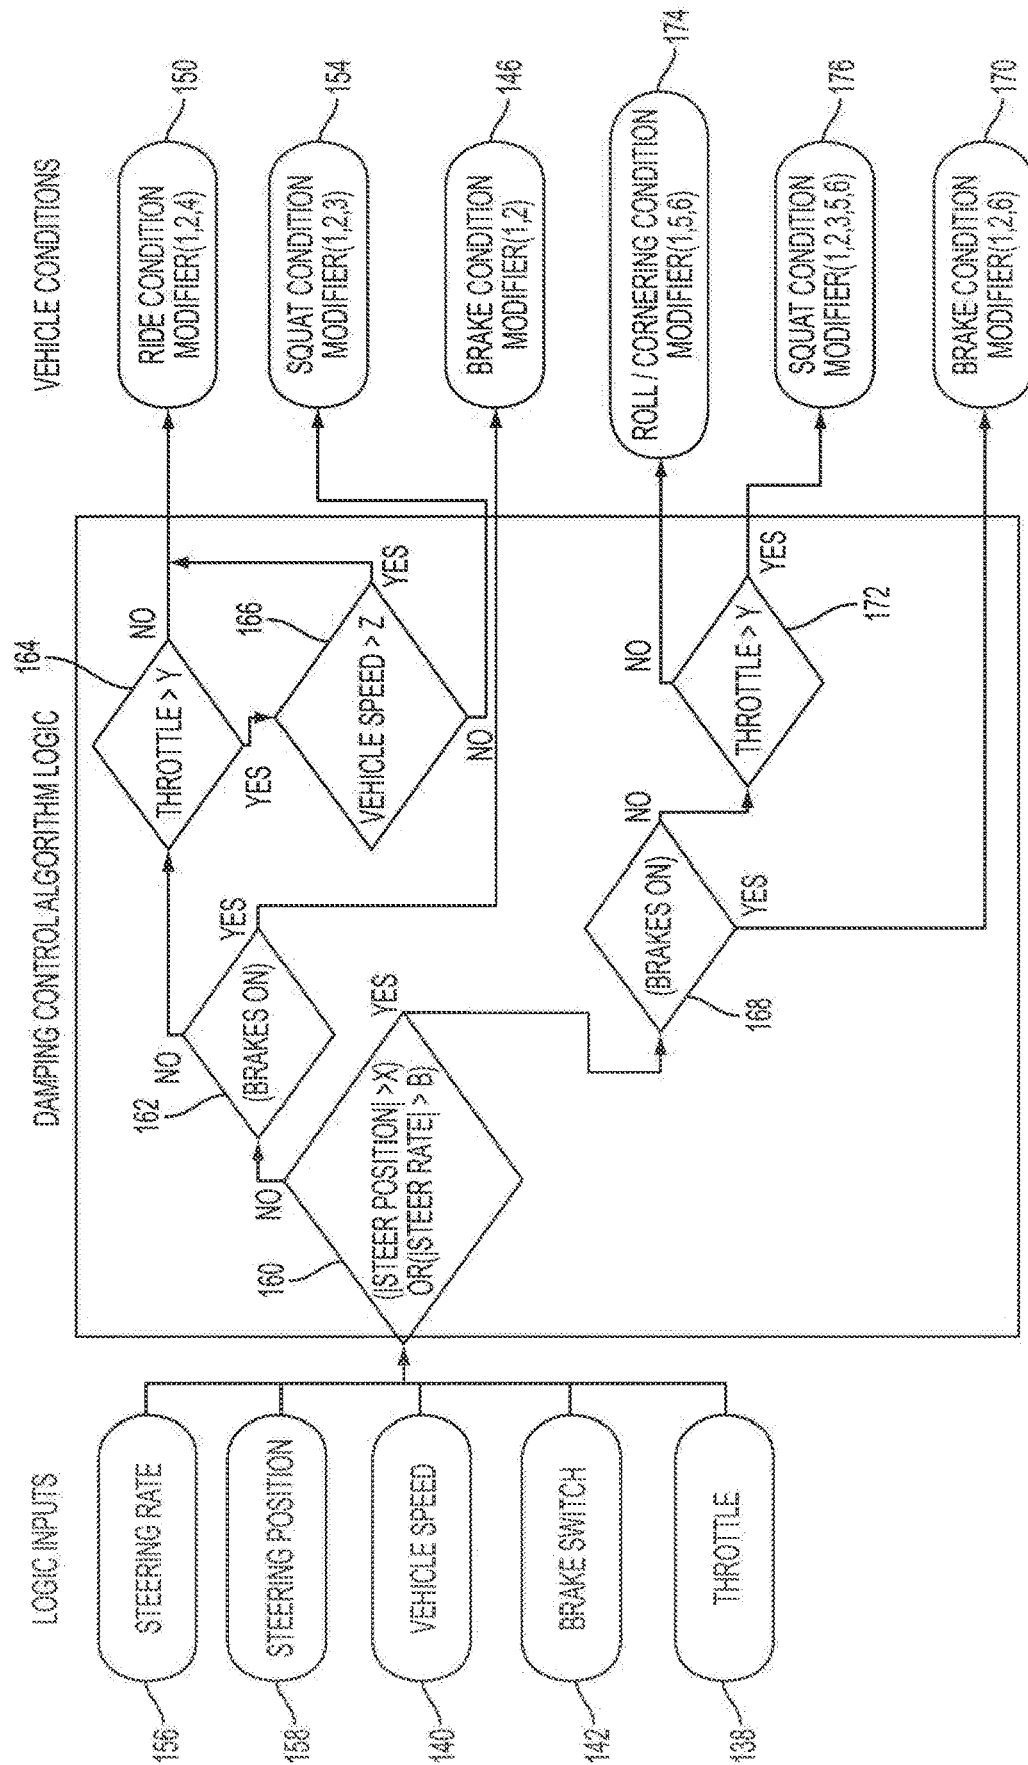 LOGIC INPUTS
STEERING RATE
156
STEERING POSITION
158
VEHICLE SPEED
140
BRAKE SWITCH
142
THROTTLE
138
DAMPING CONTROL ALGORITHM LOGIC
160
(|STEER POSITION| >X)
OR(|STEER RATE| > B)
NO
YES
162
(BRAKES ON)
NO
YES
164
THROTTLE > Y
NO
YES
166
VEHICLE SPEED > Z
YES
NO
168
(BRAKES ON)
NO
YES
172
THROTTLE > Y
NO
YES
VEHICLE CONDITIONS
RIDE CONDITION
MODIFIER(1,2,4)
150
SQUAT CONDITION
MODIFIER(1,2,3)
154
BRAKE CONDITION
MODIFIER(1,2)
146
ROLL / CORNERING CONDITION
MODIFIER(1,5,6)
174
SQUAT CONDITION
MODIFIER(1,2,3,5,6)
176
BRAKE CONDITION
MODIFIER(1,2,6)
170